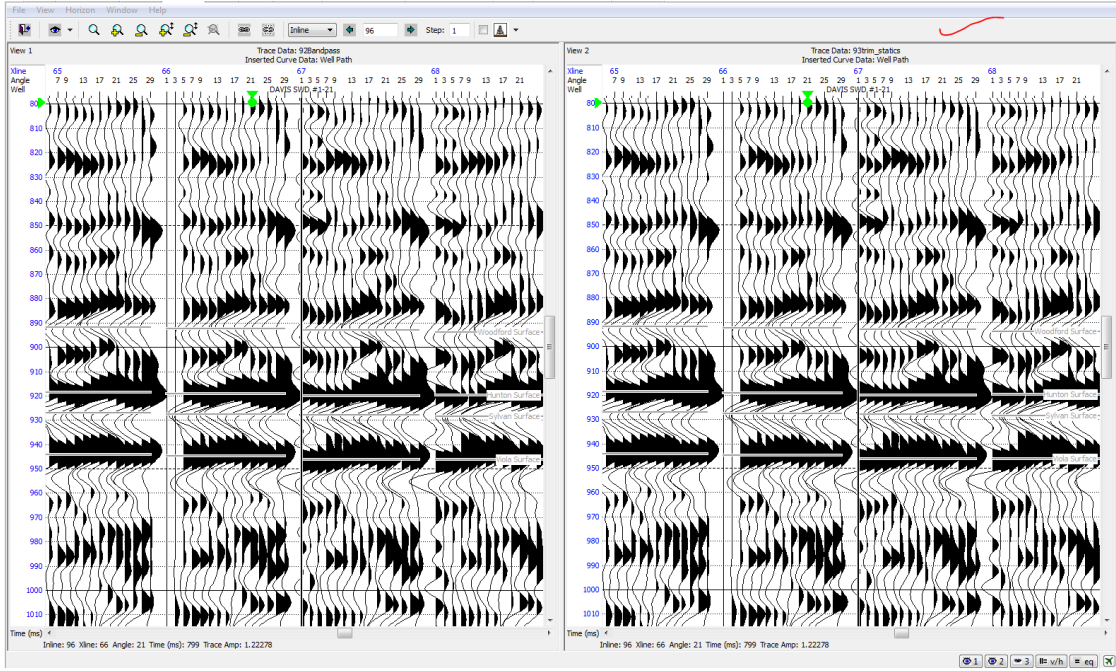 File View Horizon Window Help
Inline 96 Step: 1
View 1 Trace Data: 92Bandpass
Inserted Curve Data: Well Path
Xline 65 66 67 68
Angle 7 9 13 17 21 25 29 1 3 5 7 9 13 17 21 25 29 1 3 5 7 9 13 17 21 25 29 1 3 5 7 9 13 17 21
Well DAVIS SWD #1-21
80
810
820
830
840
850
860
870
880
890
Woodford Surface
900
910
920 Hunton Surface
930 Sylvan Surface
940
Viola Surface
950
960
970
980
990
1000
1010
Time (ms)
Inline: 96 Xline: 66 Angle: 21 Time (ms): 799 Trace Amp: 1.22278
View 2 Trace Data: 93trim_statics
Inserted Curve Data: Well Path
Xline 65 66 67 68
Angle 7 9 13 17 21 25 29 1 3 5 7 9 13 17 21 25 29 1 3 5 7 9 13 17 21 25 29 1 3 5 7 9 13 17 21
Well DAVIS SWD #1-21
80
810
820
830
840
850
860
870
880
890
Woodford Surface
900
910
920 Hunton Surface
930 Sylvan Surface
940
Viola Surface
950
960
970
980
990
1000
1010
Time (ms)
Inline: 96 Xline: 66 Angle: 21 Time (ms): 799 Trace Amp: 1.22278
1 2 3 v/h eq